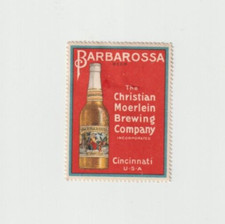 BARBAROSSA
The
Christian
Moerlein
Brewing
Company
INCORPORATED
Cincinnati
U·S·A